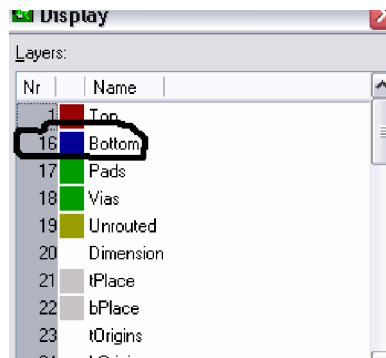 Display
Layers:
Nr Name
1 Top
16 Bottom
17 Pads
18 Vias
19 Unrouted
20 Dimension
21 tPlace
22 bPlace
23 tOrigins